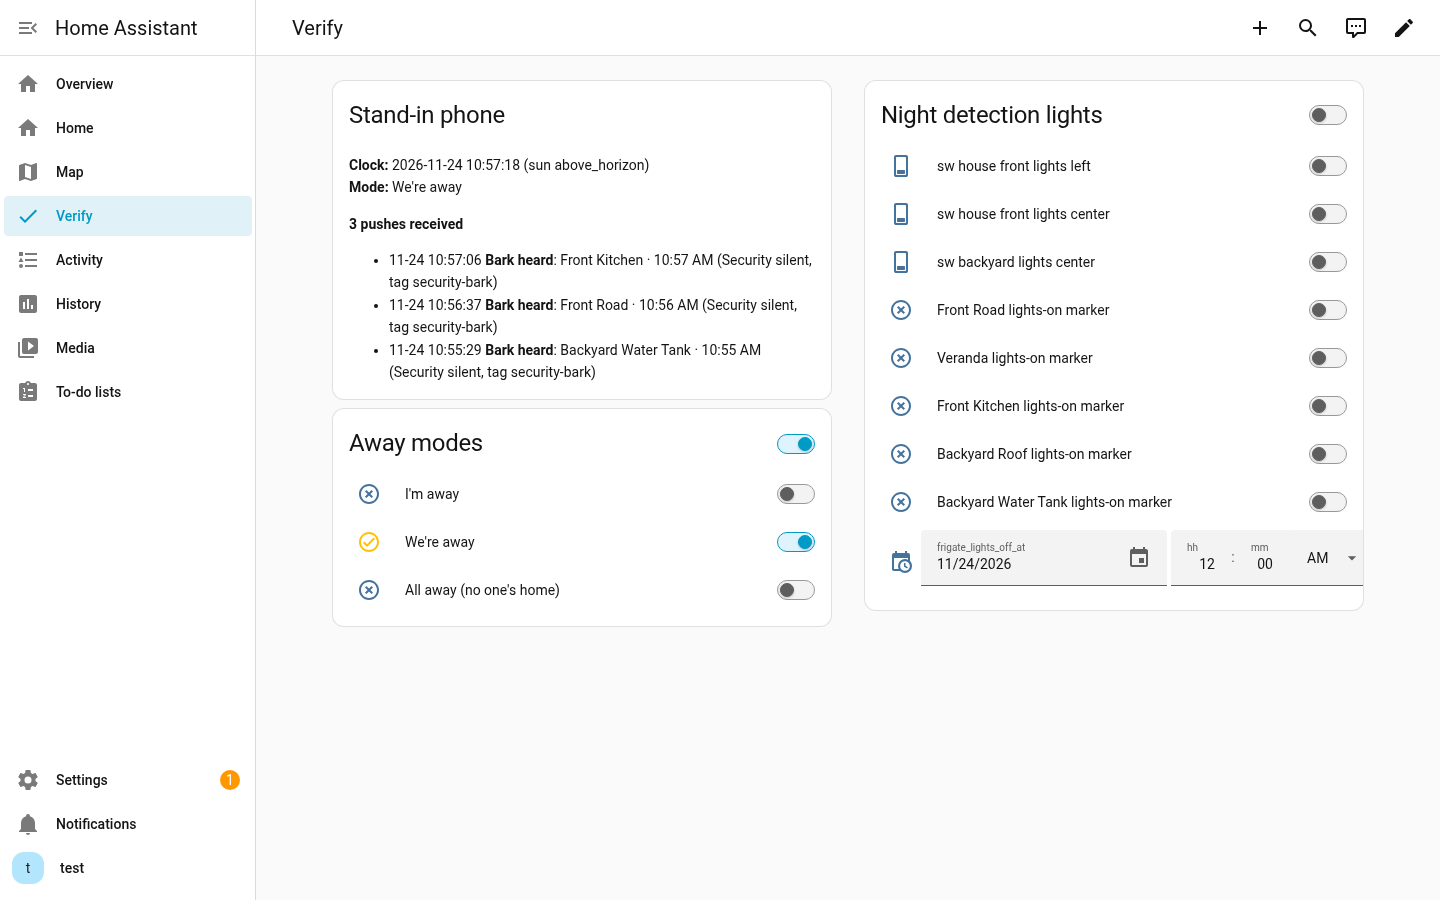 Home Assistant
Verify
Overview
Home
Map
Verify
Activity
History
Media
To-do lists
Settings
1
Notifications
t
test
Stand-in phone
Clock: 2026-11-24 10:57:18 (sun above_horizon)
Mode: We're away
3 pushes received
• 11-24 10:57:06 Bark heard: Front Kitchen · 10:57 AM (Security silent,
tag security-bark)
• 11-24 10:56:37 Bark heard: Front Road · 10:56 AM (Security silent,
tag security-bark)
• 11-24 10:55:29 Bark heard: Backyard Water Tank · 10:55 AM
(Security silent, tag security-bark)
Away modes
I'm away
We're away
All away (no one's home)
Night detection lights
sw house front lights left
sw house front lights center
sw backyard lights center
Front Road lights-on marker
Veranda lights-on marker
Front Kitchen lights-on marker
Backyard Roof lights-on marker
Backyard Water Tank lights-on marker
frigate_lights_off_at
11/24/2026
hh mm
12 : 00 AM